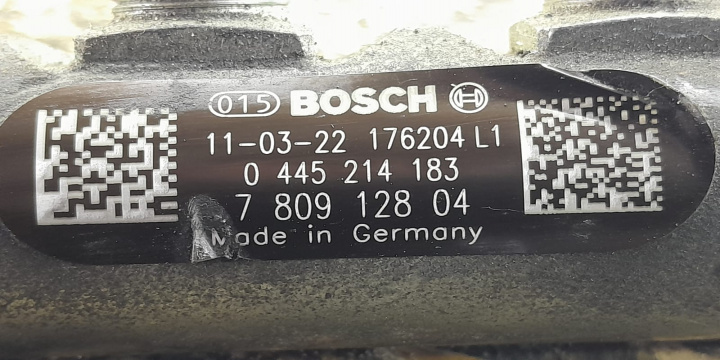 015 BOSCH
11-03-22 176204 L1
0 445 214 183
7 809 128 04
Made in Germany